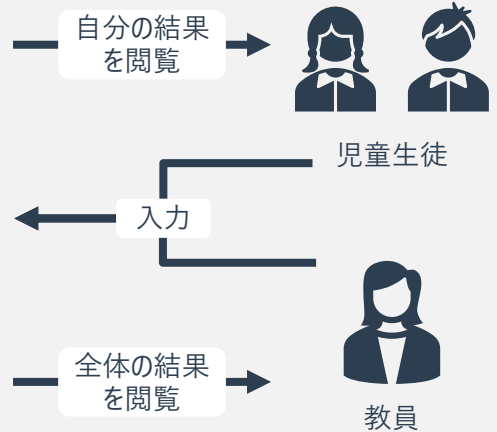 自分の結果
を閲覧
児童生徒
入力
全体の結果
を閲覧
教員